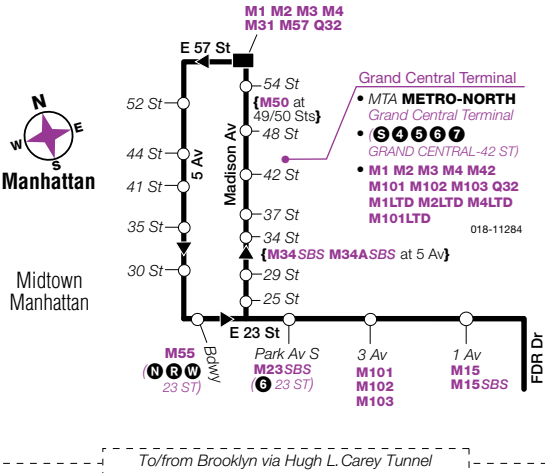 M1 M2 M3 M4
M31 M57 Q32
E 57 St
54 St
{M50 at
49/50 Sts}
48 St
42 St
37 St
34 St
{M34SBS M34ASBS at 5 Av}
29 St
25 St
Madison Av
52 St
44 St
41 St
35 St
30 St
5 Av
N
E
S
W
Manhattan
Midtown
Manhattan
Grand Central Terminal
• MTA METRO-NORTH
Grand Central Terminal
• (S 4 5 6 7
GRAND CENTRAL-42 ST)
• M1 M2 M3 M4 M42
M101 M102 M103 Q32
M1LTD M2LTD M4LTD
M101LTD
018-11284
E 23 St
Bdwy
M55
(N R W
23 ST)
Park Av S
M23SBS
(6 23 ST)
3 Av
M101
M102
M103
1 Av
M15
M15SBS
FDR Dr
To/from Brooklyn via Hugh L. Carey Tunnel